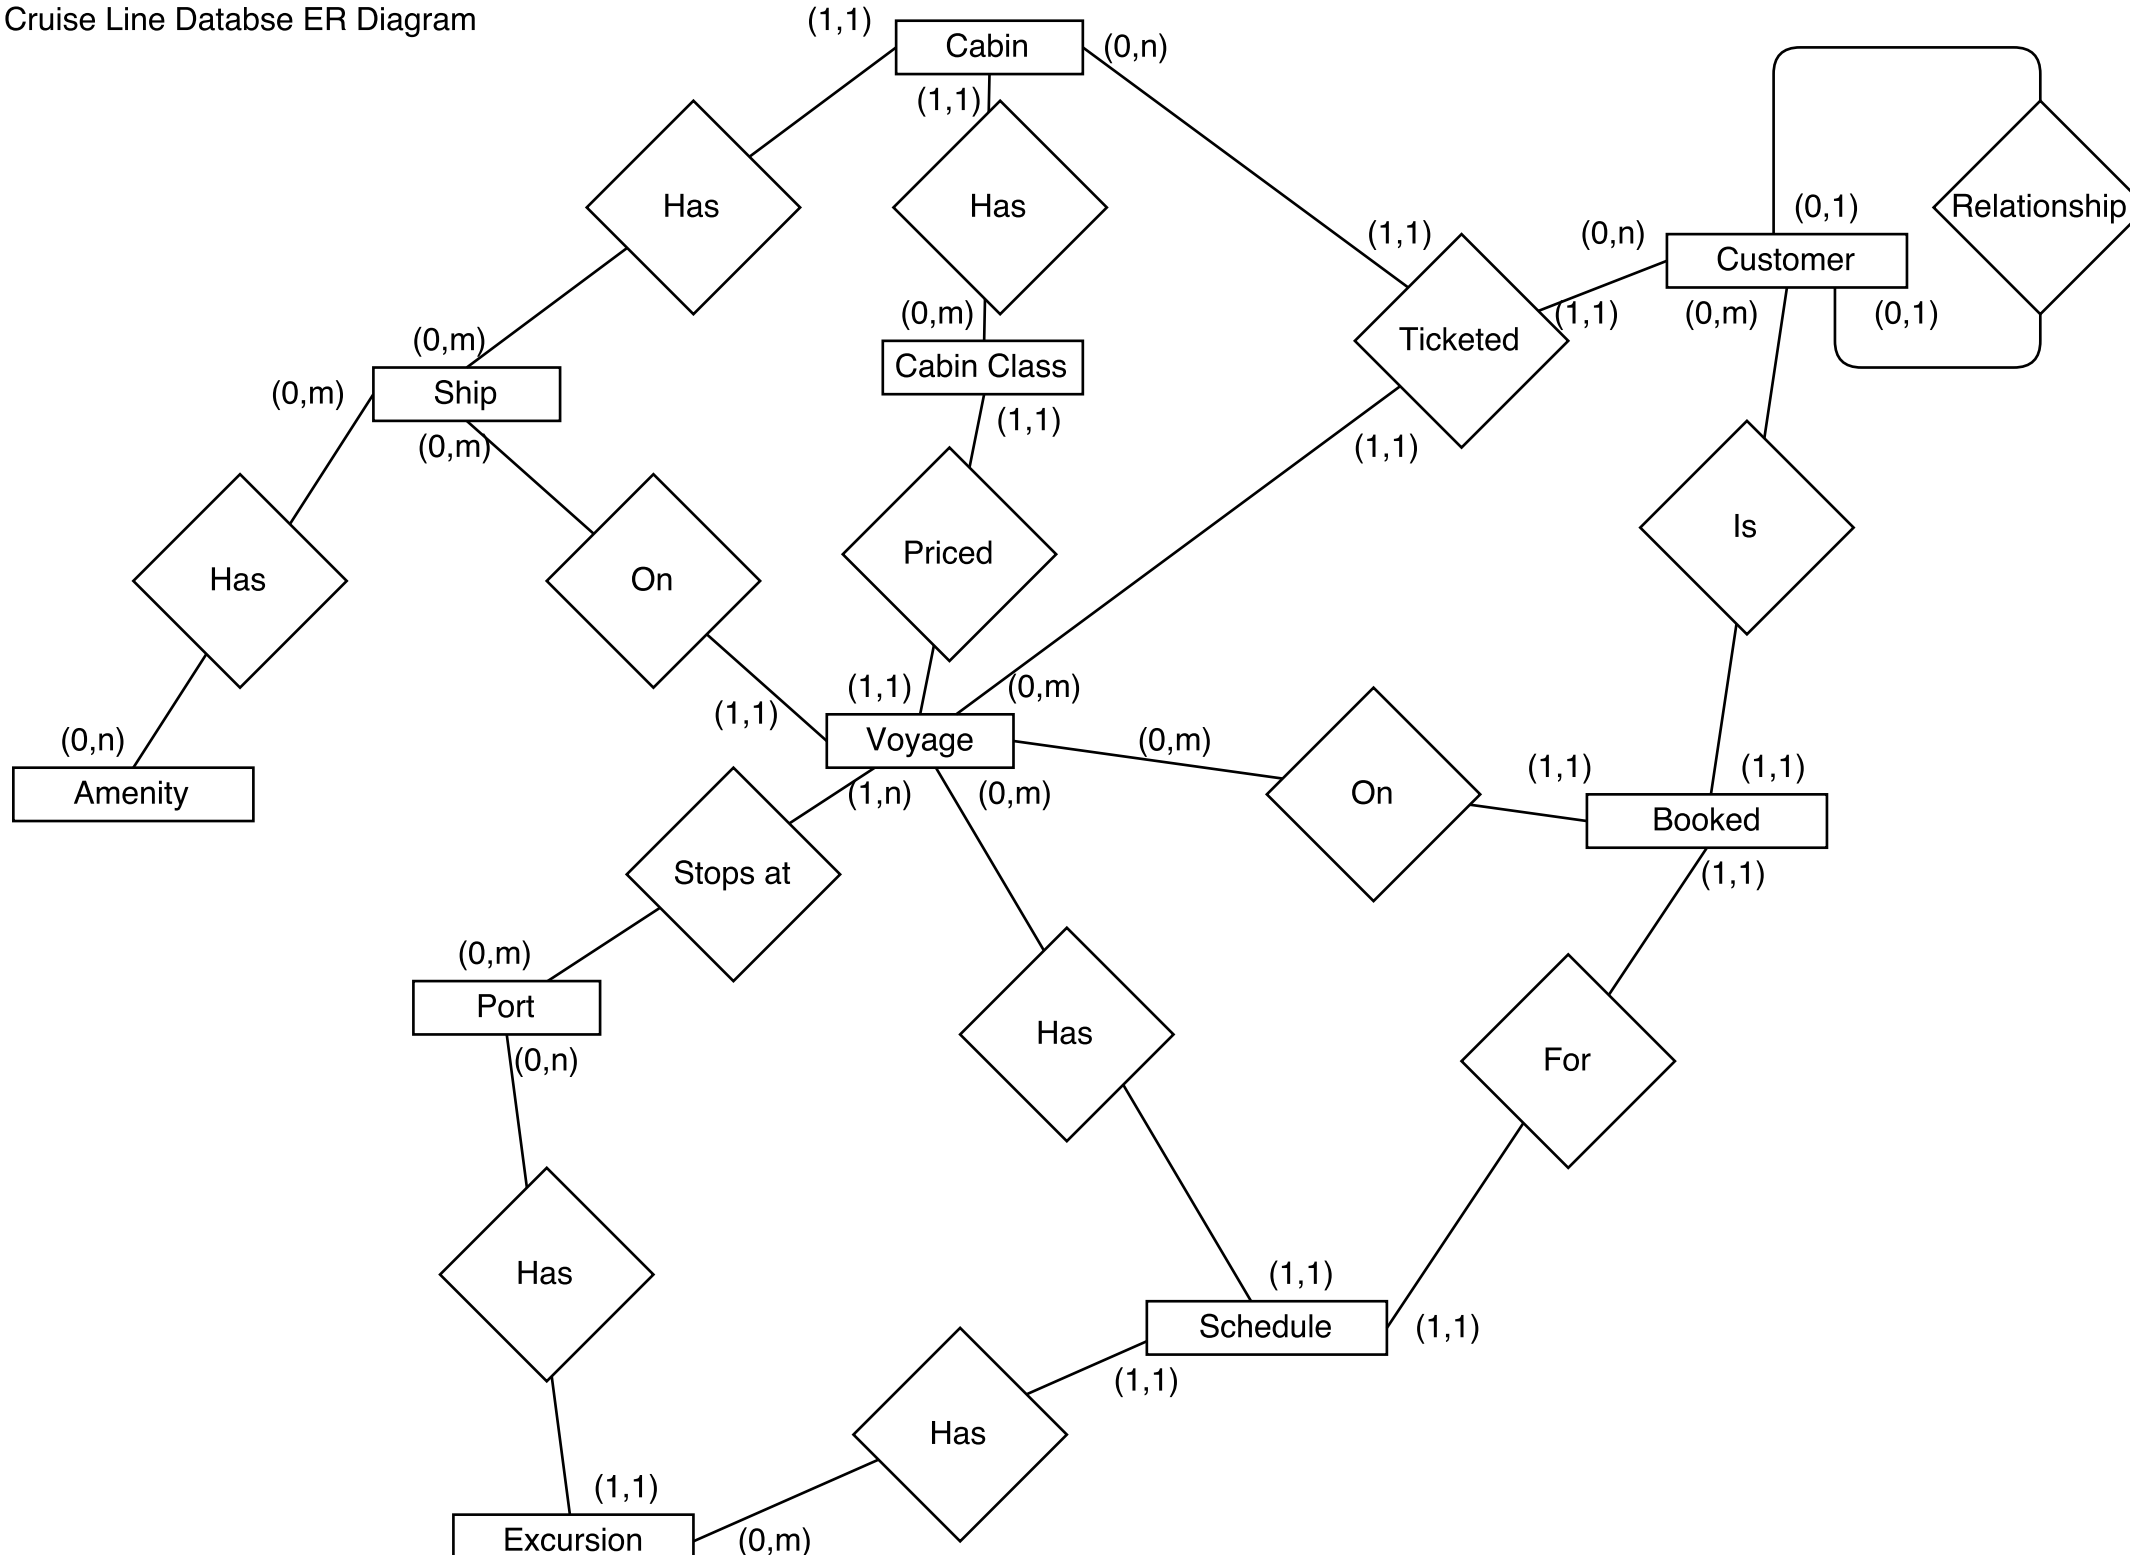 Cruise Line Databse ER Diagram
(1,1)
Cabin
(0,n)
(1,1)
Has
Has
Relationship
(0,1)
(1,1)
(0,n)
Customer
(0,m)
Cabin Class
(0,m)
Ticketed
(1,1)
(0,m)
(0,1)
(0,m)
Ship
(0,m)
(1,1)
(1,1)
Has
On
Priced
Is
(1,1)
(1,1)
(0,m)
(0,n)
Voyage
(0,m)
(1,1)
(1,1)
Amenity
(1,n)
(0,m)
On
Booked
Stops at
(1,1)
(0,m)
Port
Has
(0,n)
For
Has
(1,1)
Schedule
(1,1)
(1,1)
Has
(1,1)
Excursion
(0,m)